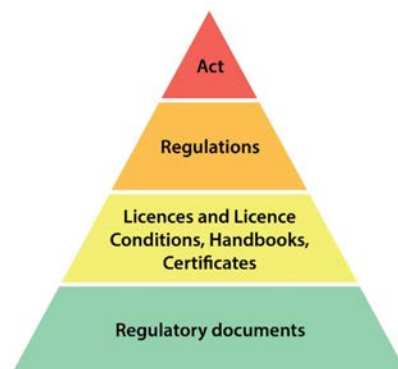 Act
Regulations
Licences and Licence
Conditions, Handbooks,
Certificates
Regulatory documents